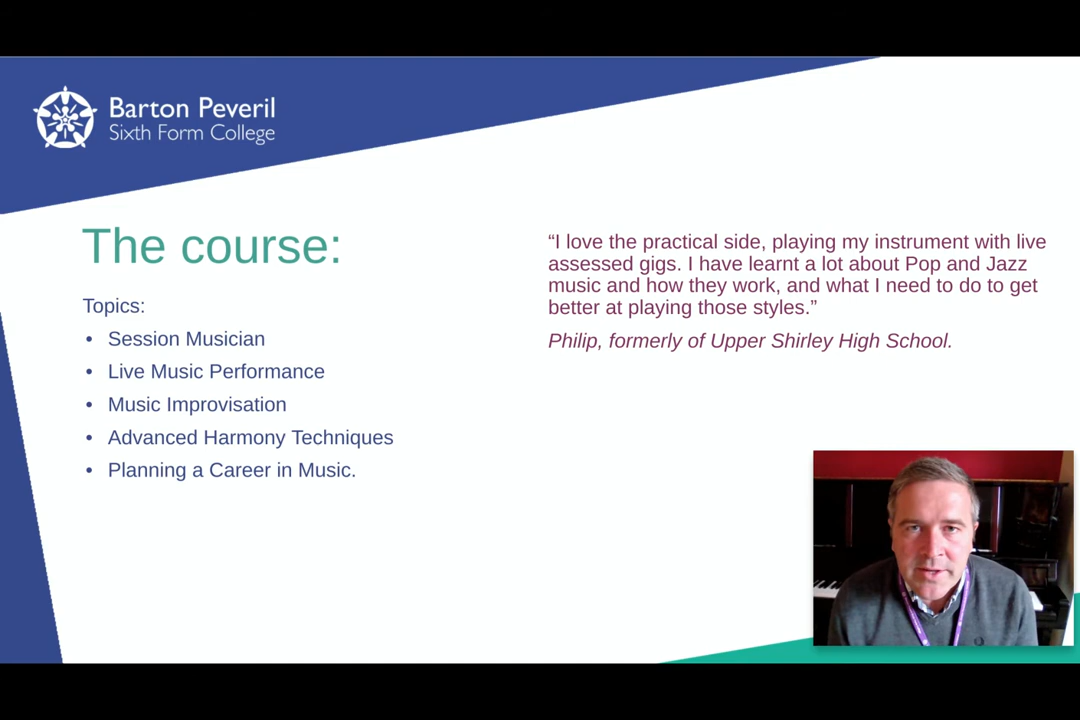 Barton Peveril
Sixth Form College
The course:
Topics:
• Session Musician
• Live Music Performance
• Music Improvisation
• Advanced Harmony Techniques
• Planning a Career in Music.
“I love the practical side, playing my instrument with live
assessed gigs. I have learnt a lot about Pop and Jazz
music and how they work, and what I need to do to get
better at playing those styles.”
Philip, formerly of Upper Shirley High School.